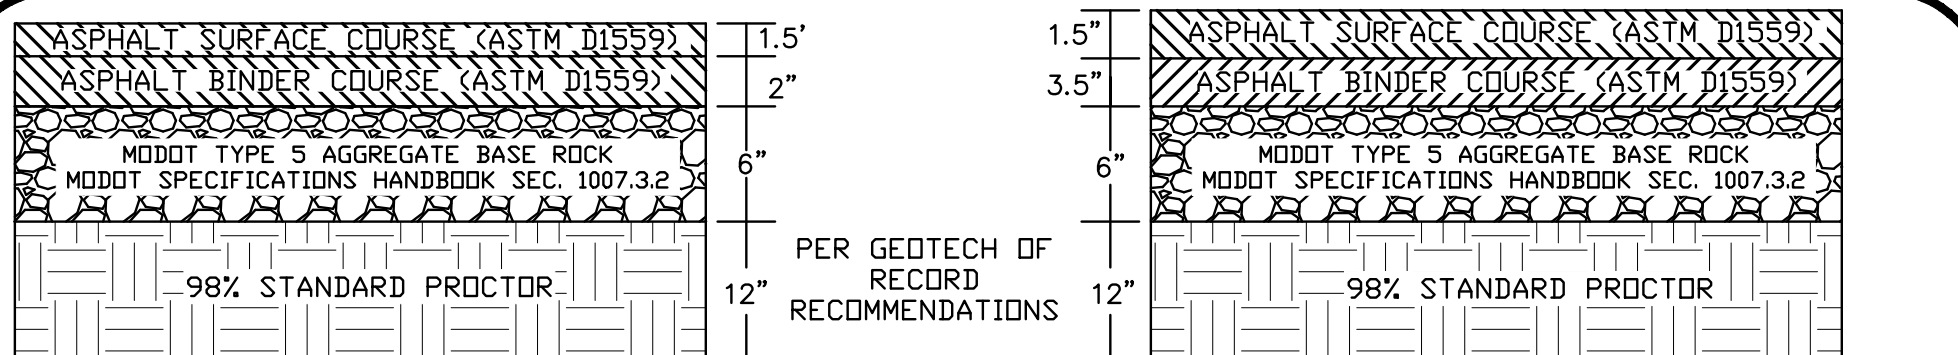 ASPHALT SURFACE COURSE (ASTM D1559)
1.5'
ASPHALT BINDER COURSE (ASTM D1559)
2"
MODOT TYPE 5 AGGREGATE BASE ROCK
MODOT SPECIFICATIONS HANDBOOK SEC. 1007.3.2
6"
98% STANDARD PROCTOR
12"
PER GEOTECH OF
RECORD
RECOMMENDATIONS
1.5"
ASPHALT SURFACE COURSE (ASTM D1559)
3.5"
ASPHALT BINDER COURSE (ASTM D1559)
6"
MODOT TYPE 5 AGGREGATE BASE ROCK
MODOT SPECIFICATIONS HANDBOOK SEC. 1007.3.2
12"
98% STANDARD PROCTOR